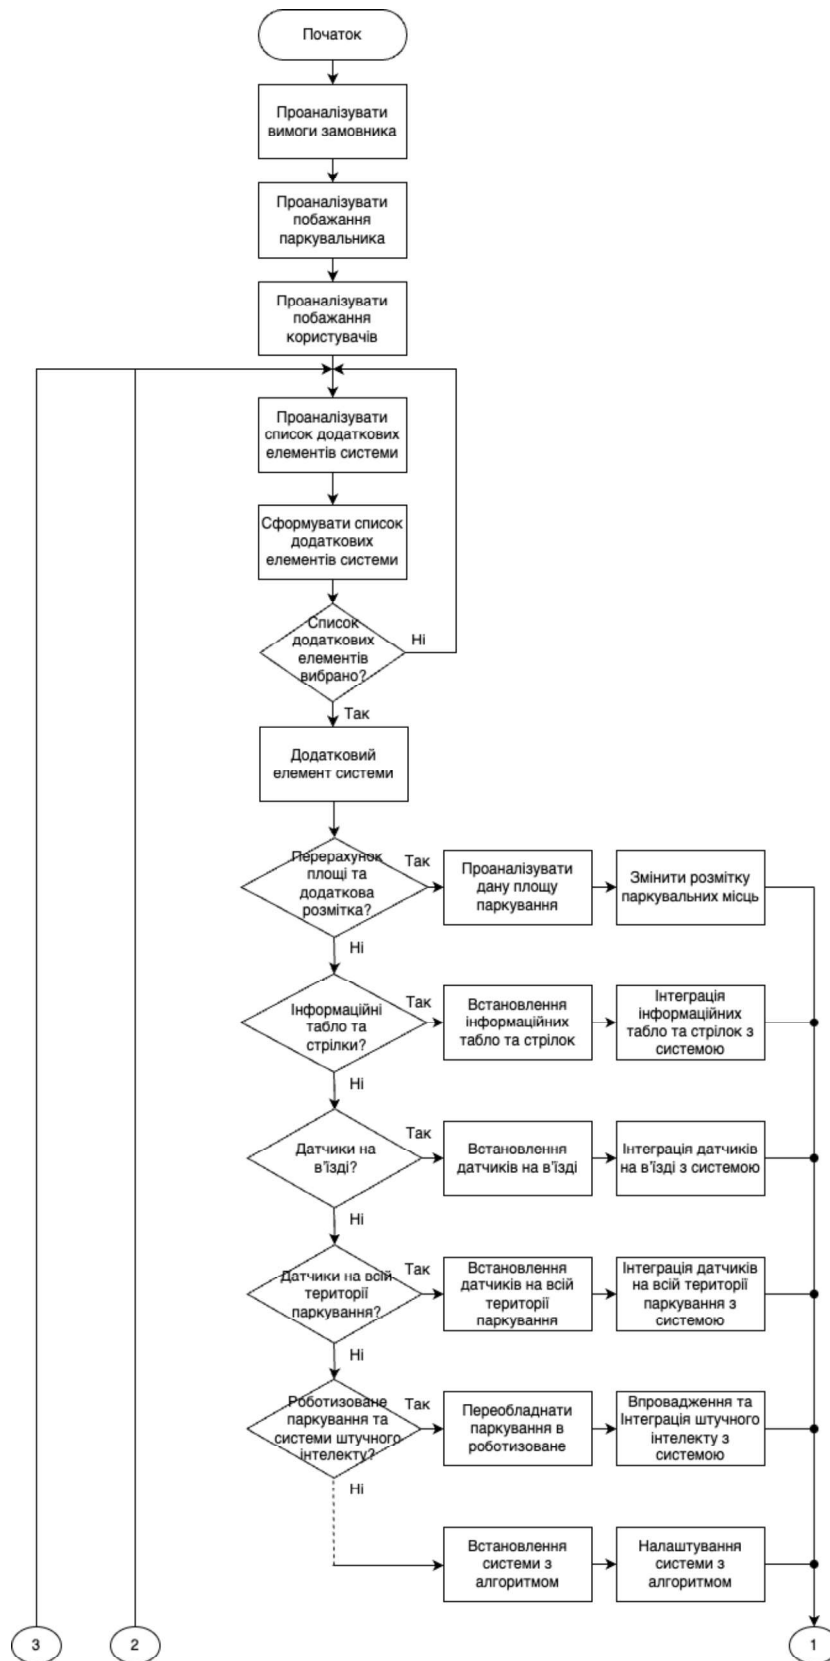 Початок
Проаналізувати
вимоги замовника
Проаналізувати
побажання
паркувальника
Проаналізувати
побажання
користувачів
Проаналізувати
список додаткових
елементів системи
Сформувати список
додаткових
елементів системи
Список
додаткових
елементів
вибрано?
Ні
Так
Додатковий
елемент системи
Перерахунок
площі та
додаткова
розмітка?
Так
Проаналізувати
дану площу
паркування
Змінити розмітку
паркувальних місць
Ні
Інформаційні
табло та
стрілки?
Так
Встановлення
інформаційних
табло та стрілок
Інтеграція
інформаційних
табло та стрілок з
системою
Ні
Датчики на
в'їзді?
Так
Встановлення
датчиків на в'їзді
Інтеграція датчиків
на в'їзді з системою
Ні
Датчики на всій
території
паркування?
Так
Встановлення
датчиків на всій
території
паркування
Інтеграція датчиків
на всій території
паркування з
системою
Ні
Роботизоване
паркування та
системи штучного
інтелекту?
Так
Переобладнати
паркування в
роботизоване
Впровадження та
Інтеграція штучного
інтелекту з
системою
Ні
Встановлення
системи з
алгоритмом
Налаштування
системи з
алгоритмом
3
2
1